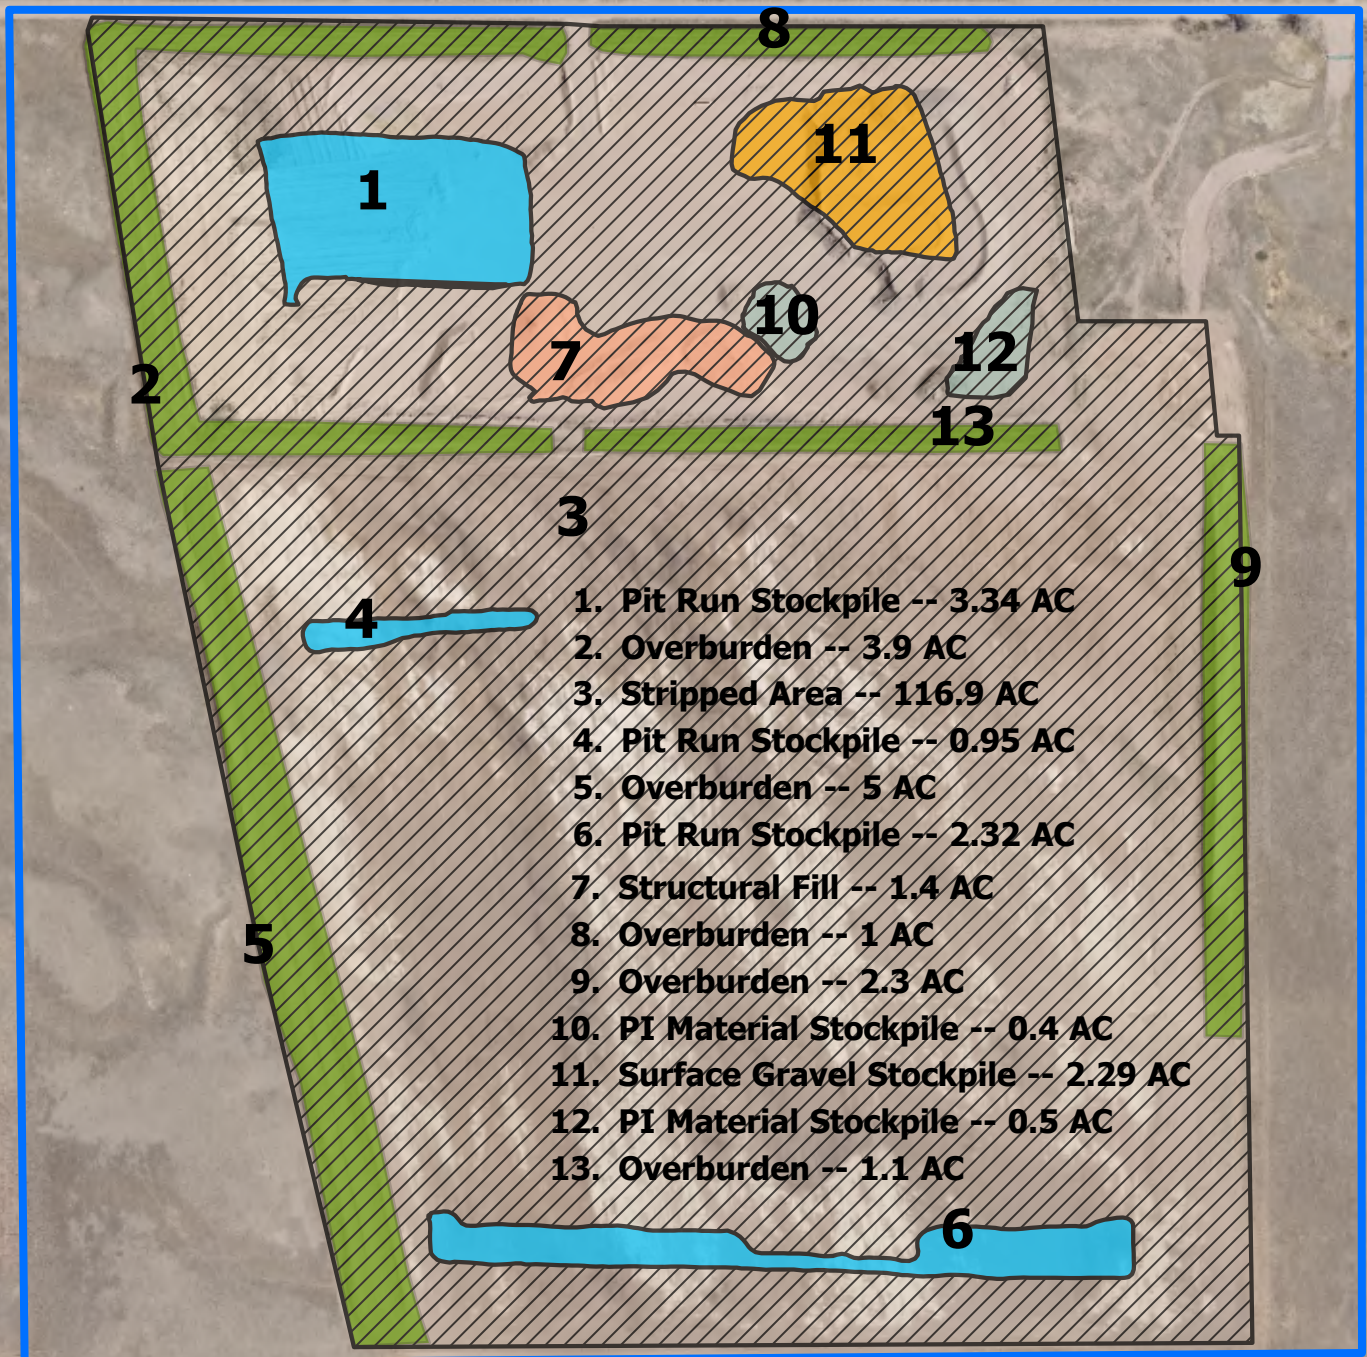 8
11
1
10
7
12
2
13
3
9
4
1. Pit Run Stockpile -- 3.34 AC
2. Overburden -- 3.9 AC
3. Stripped Area -- 116.9 AC
4. Pit Run Stockpile -- 0.95 AC
5. Overburden -- 5 AC
6. Pit Run Stockpile -- 2.32 AC
7. Structural Fill -- 1.4 AC
8. Overburden -- 1 AC
5
9. Overburden -- 2.3 AC
10. PI Material Stockpile -- 0.4 AC
11. Surface Gravel Stockpile -- 2.29 AC
12. PI Material Stockpile -- 0.5 AC
13. Overburden -- 1.1 AC
6